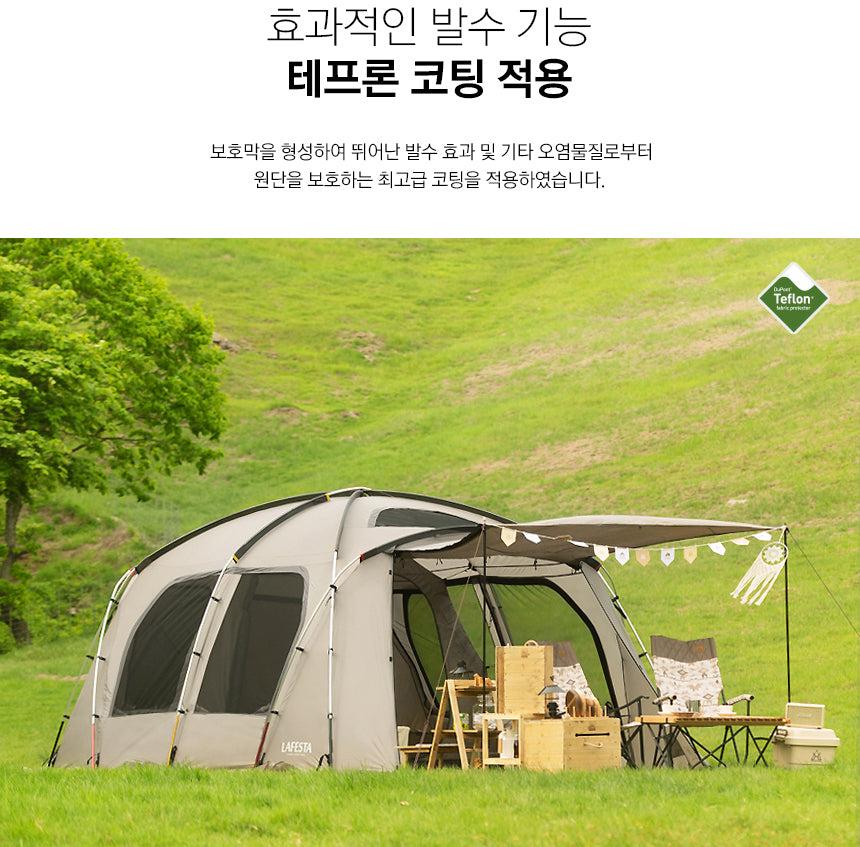 효과적인 발수 기능
테프론 코팅 적용
보호막을 형성하여 뛰어난 발수 효과 및 기타 오염물질로부터
원단을 보호하는 최고급 코팅을 적용하였습니다.
DuPont™
Teflon®
fabric protector
LAFESTA